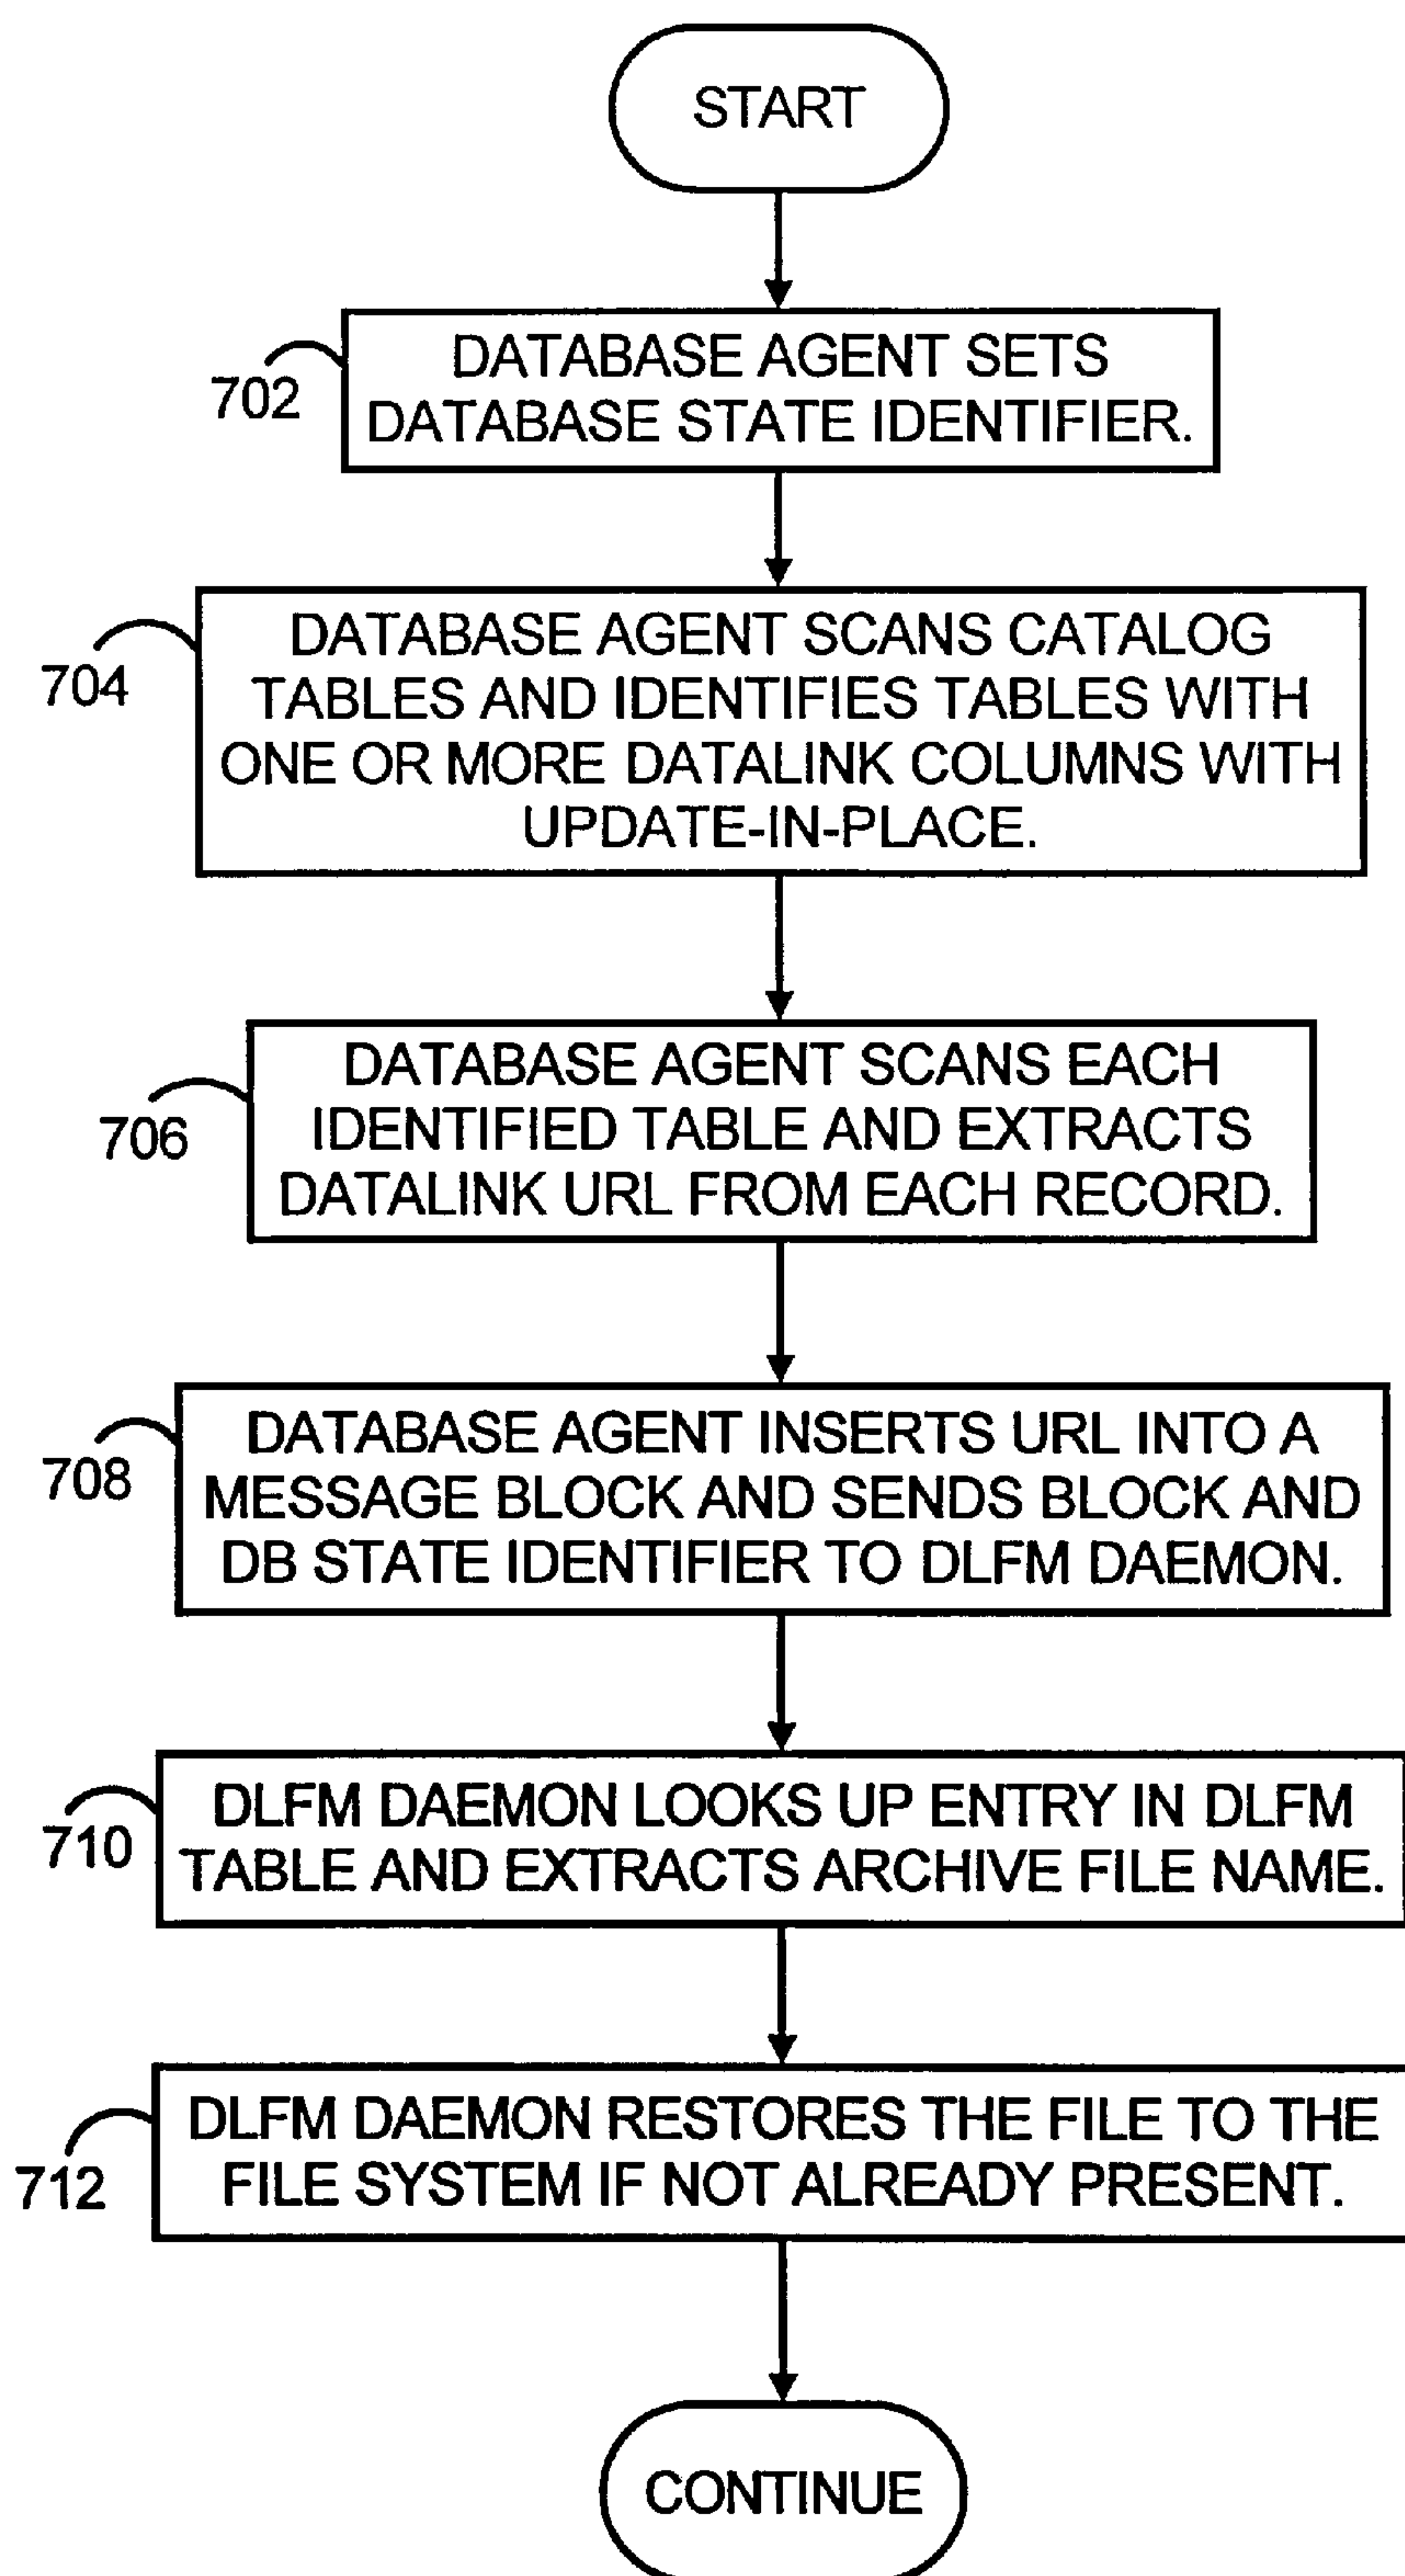 START
702
DATABASE AGENT SETS
DATABASE STATE IDENTIFIER.
704
DATABASE AGENT SCANS CATALOG
TABLES AND IDENTIFIES TABLES WITH
ONE OR MORE DATALINK COLUMNS WITH
UPDATE-IN-PLACE.
706
DATABASE AGENT SCANS EACH
IDENTIFIED TABLE AND EXTRACTS
DATALINK URL FROM EACH RECORD.
708
DATABASE AGENT INSERTS URL INTO A
MESSAGE BLOCK AND SENDS BLOCK AND
DB STATE IDENTIFIER TO DLFM DAEMON.
710
DLFM DAEMON LOOKS UP ENTRY IN DLFM
TABLE AND EXTRACTS ARCHIVE FILE NAME.
712
DLFM DAEMON RESTORES THE FILE TO THE
FILE SYSTEM IF NOT ALREADY PRESENT.
CONTINUE